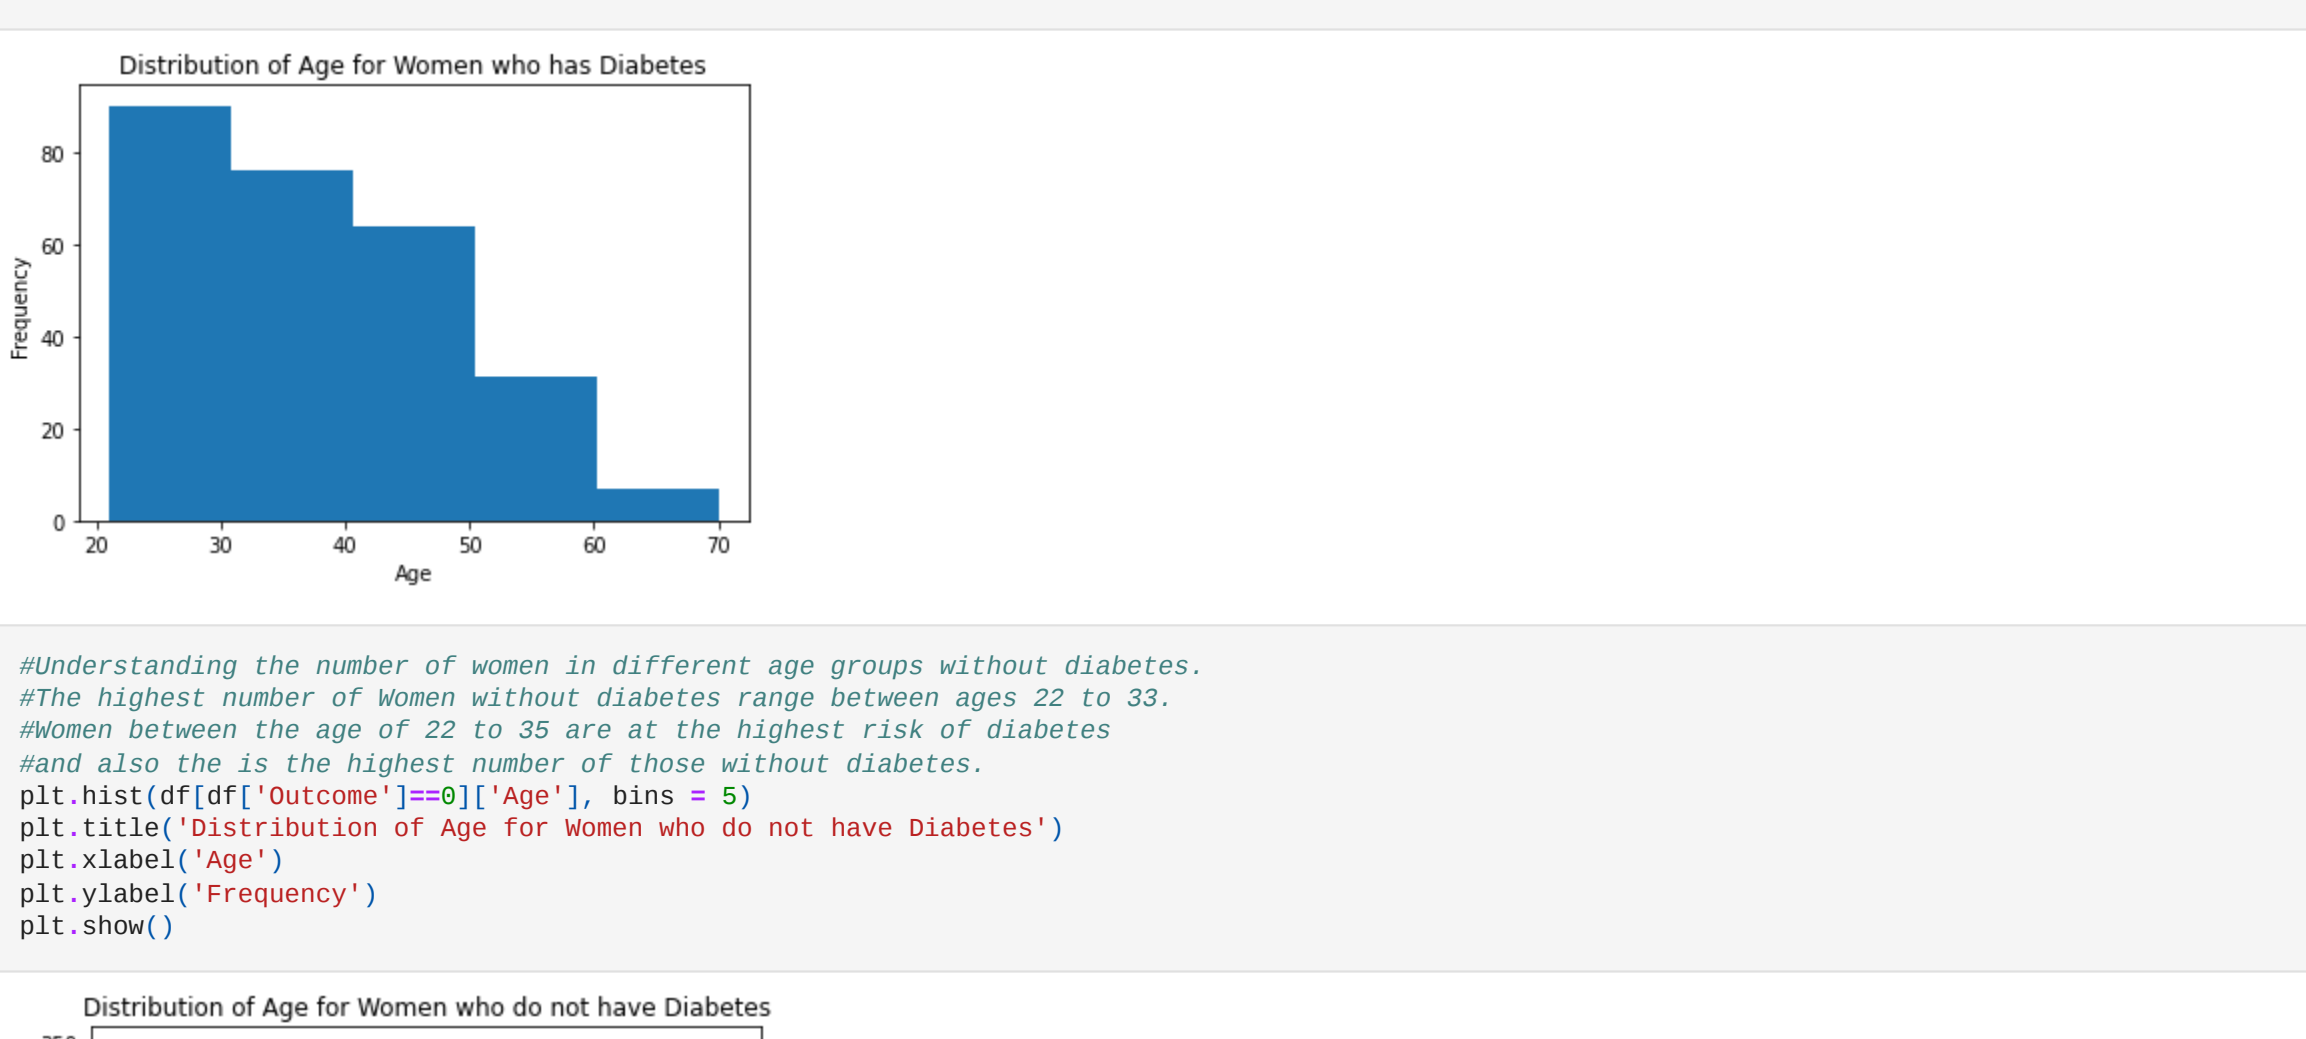 Distribution of Age for Women who has Diabetes
80
60
40
20
0
Frequency
20 30 40 50 60 70
Age
#Understanding the number of women in different age groups without diabetes.
#The highest number of Women without diabetes range between ages 22 to 33.
#Women between the age of 22 to 35 are at the highest risk of diabetes
#and also the is the highest number of those without diabetes.
plt.hist(df[df['Outcome']==0]['Age'], bins = 5)
plt.title('Distribution of Age for Women who do not have Diabetes')
plt.xlabel('Age')
plt.ylabel('Frequency')
plt.show()
Distribution of Age for Women who do not have Diabetes